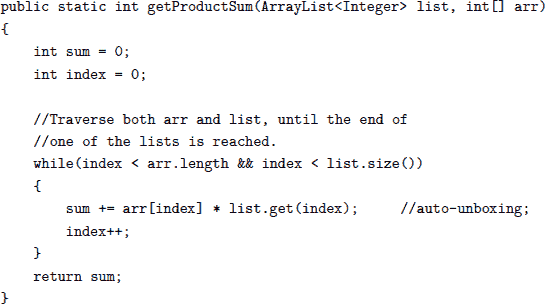 public static int getProductSum(ArrayList<Integer> list, int[] arr)
{
    int sum = 0;
    int index = 0;

    //Traverse both arr and list, until the end of
    //one of the lists is reached.
    while(index < arr.length && index < list.size())
    {
        sum += arr[index] * list.get(index);     //auto-unboxing;
        index++;
    }
    return sum;
}